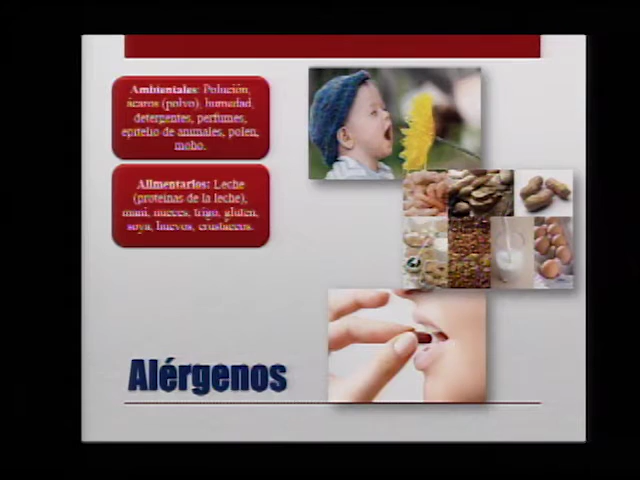 Ambientales: Polución,
ácaros (polvo), humedad,
detergentes, perfumes,
epitelio de animales, polen,
moho.
Alimentarios: Leche
(proteínas de la leche),
maní, nueces, trigo, gluten,
soya, huevos, crustáceos.
Alérgenos